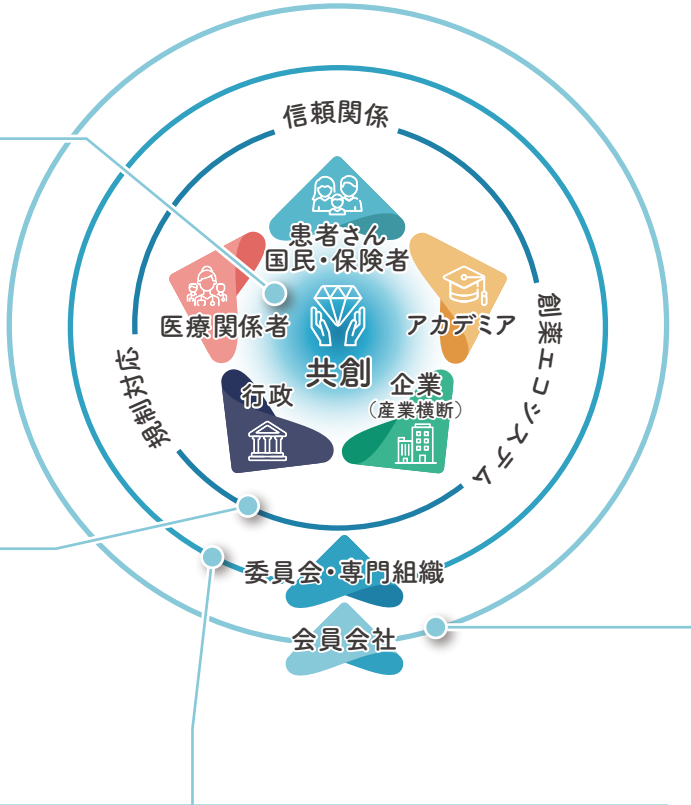 信頼関係
患者さん
国民・保険者
医療関係者
アカデミア
共創
行政
企業
(産業横断)
規制対応
創薬エコシステム
委員会・専門組織
会員会社